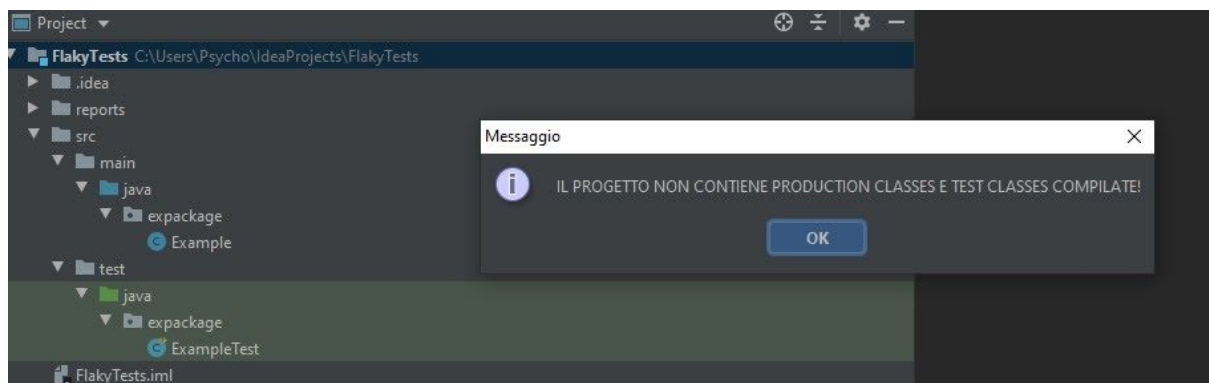 Project
FlakyTests C:\Users\Psycho\IdeaProjects\FlakyTests
.idea
reports
src
main
java
expackage
Example
test
java
expackage
ExampleTest
FlakyTests.iml
Messaggio
IL PROGETTO NON CONTIENE PRODUCTION CLASSES E TEST CLASSES COMPILATE!
OK